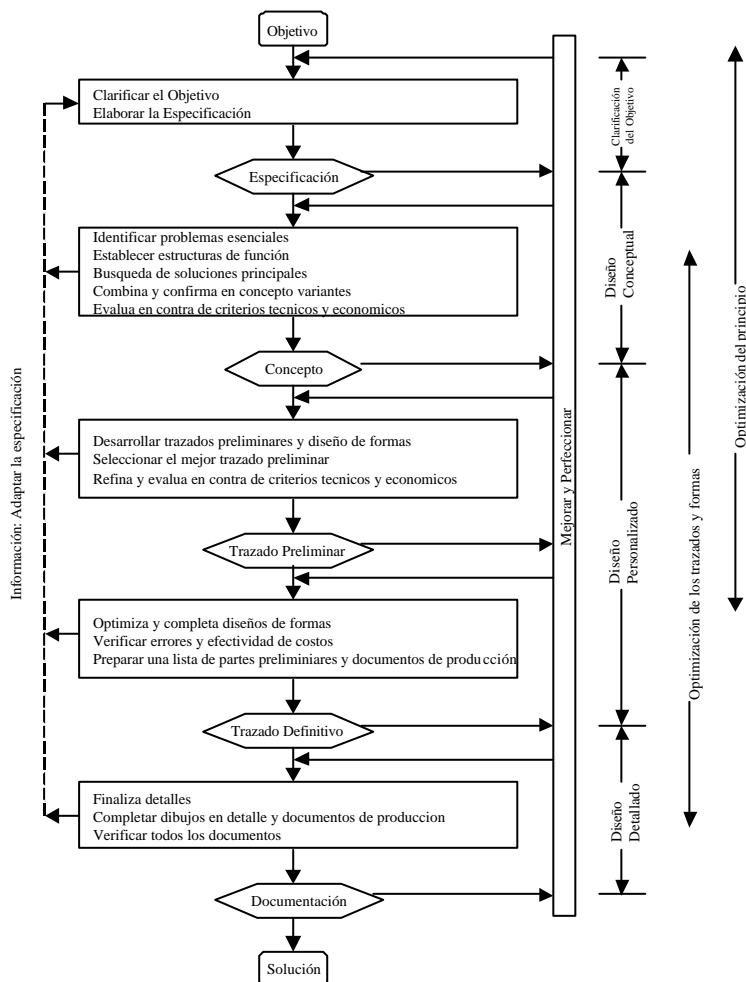 Objetivo
Clarificar el Objetivo
Elaborar la Especificación
Especificación
Identificar problemas esenciales
Establecer estructuras de función
Busqueda de soluciones principales
Combina y confirma en concepto variantes
Evalua en contra de criterios tecnicos y economicos
Concepto
Desarrollar trazados preliminares y diseño de formas
Seleccionar el mejor trazado preliminar
Refina y evalua en contra de criterios tecnicos y economicos
Trazado Preliminar
Optimiza y completa diseños de formas
Verificar errores y efectividad de costos
Preparar una lista de partes preliminiares y documentos de producción
Trazado Definitivo
Finaliza detalles
Completar dibujos en detalle y documentos de produccion
Verificar todos los documentos
Documentación
Solución
Información: Adaptar la especificación
Mejorar y Perfeccionar
Clarificación
del Objetivo
Diseño
Conceptual
Diseño
Personalizado
Diseño
Detallado
Optimización de los trazados y formas
Optimización del principio